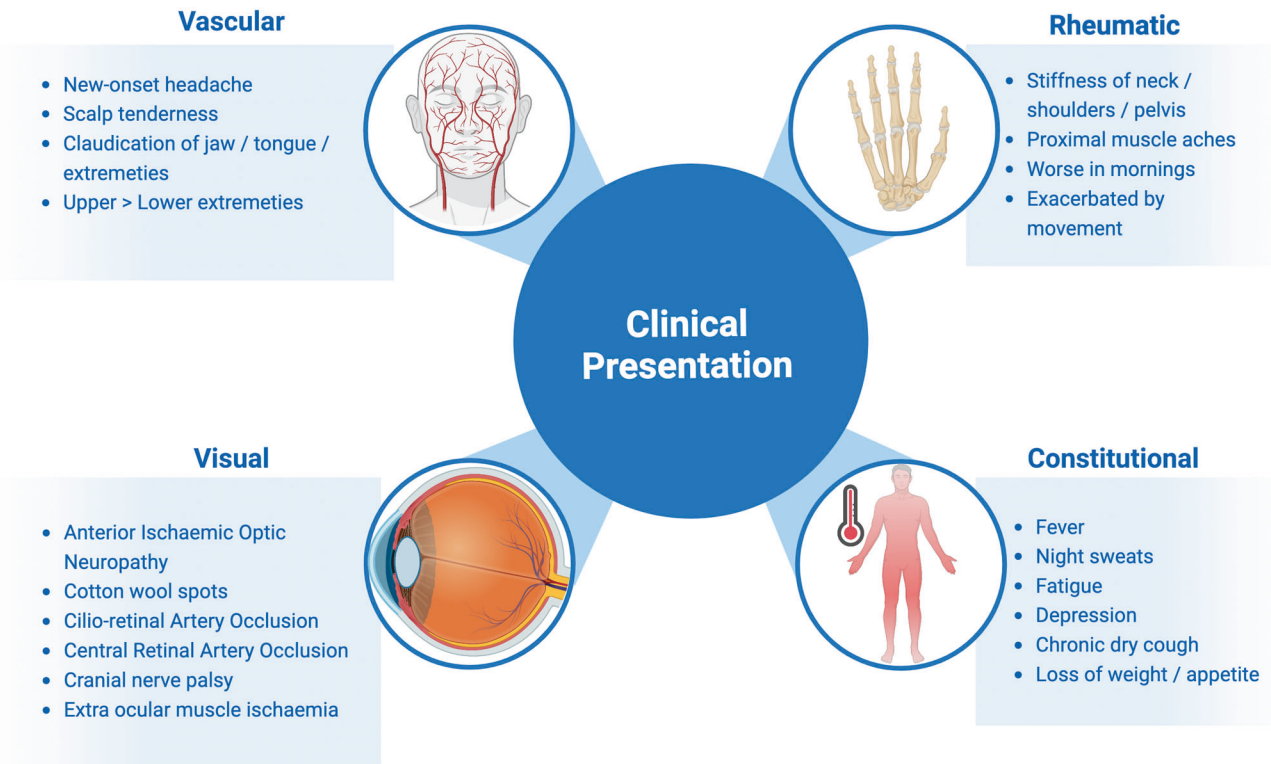 Vascular
• New-onset headache
• Scalp tenderness
• Claudication of jaw / tongue /
extremeties
• Upper > Lower extremeties
Rheumatic
• Stiffness of neck /
shoulders / pelvis
• Proximal muscle aches
• Worse in mornings
• Exacerbated by
movement
Clinical
Presentation
Visual
• Anterior Ischaemic Optic
Neuropathy
• Cotton wool spots
• Cilio-retinal Artery Occlusion
• Central Retinal Artery Occlusion
• Cranial nerve palsy
• Extra ocular muscle ischaemia
Constitutional
• Fever
• Night sweats
• Fatigue
• Depression
• Chronic dry cough
• Loss of weight / appetite